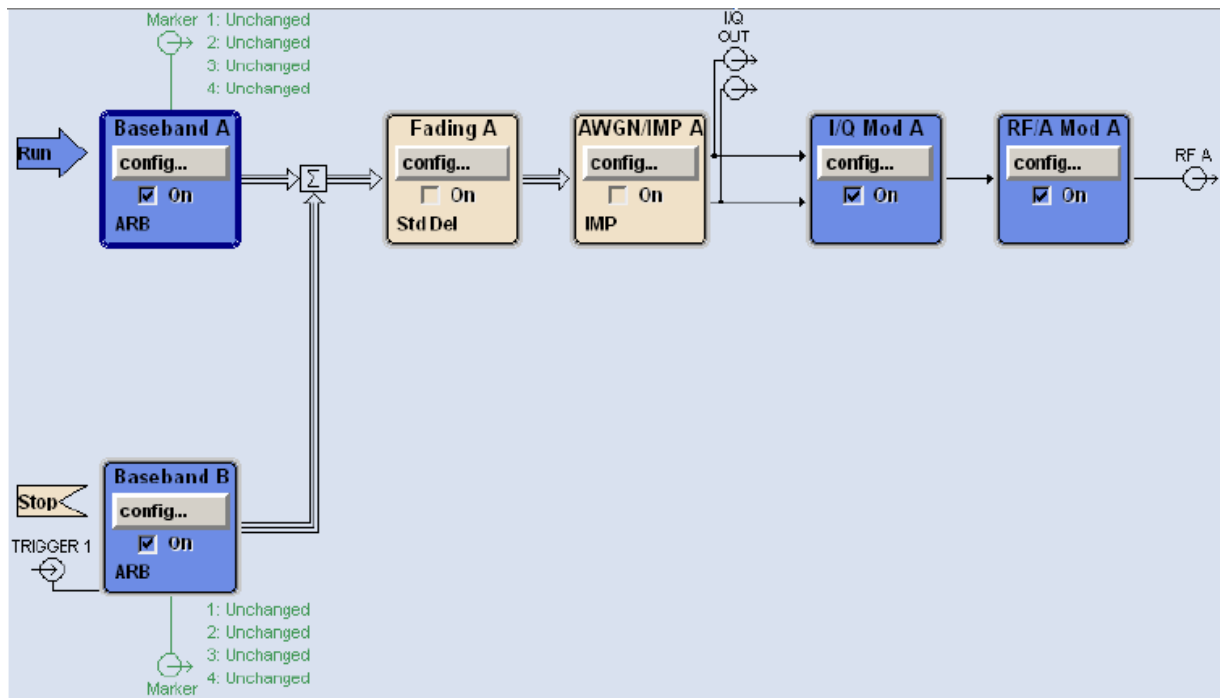 Marker 1: Unchanged
2: Unchanged
3: Unchanged
4: Unchanged
I/Q
OUT
Run
Baseband A
config...
On
ARB
Σ
Fading A
config...
On
Std Del
AWGN/IMP A
config...
On
IMP
I/Q Mod A
config...
On
RF/A Mod A
config...
On
RF A
Stop
TRIGGER 1
Baseband B
config...
On
ARB
1: Unchanged
2: Unchanged
3: Unchanged
Marker 4: Unchanged